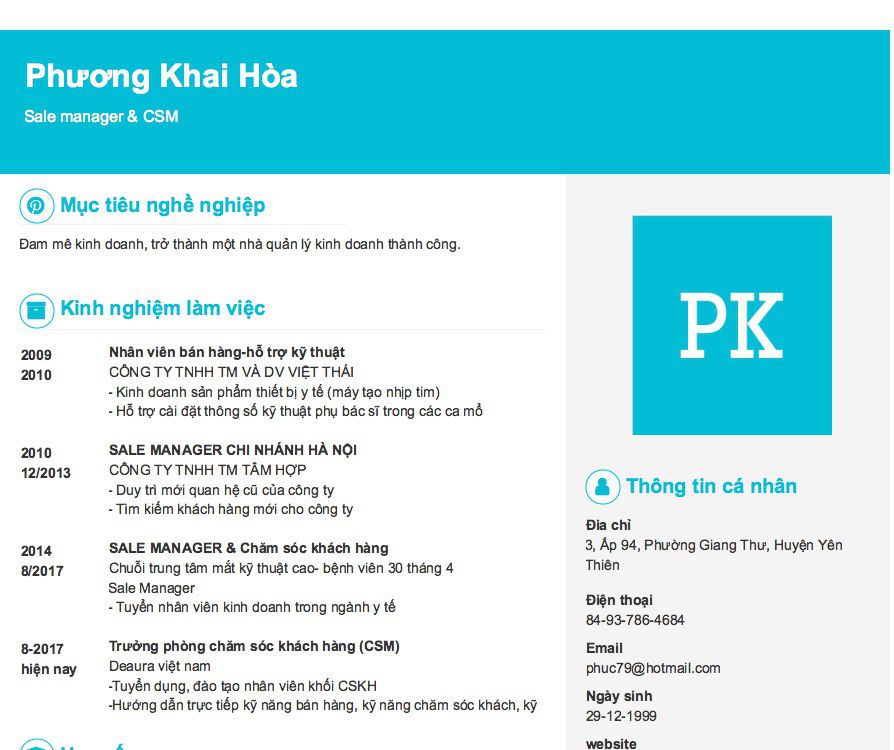 Phương Khai Hòa
Sale manager & CSM
Mục tiêu nghề nghiệp
Đam mê kinh doanh, trở thành một nhà quản lý kinh doanh thành công.
Kinh nghiệm làm việc
2009
2010
Nhân viên bán hàng-hỗ trợ kỹ thuật
CÔNG TY TNHH TM VÀ DV VIỆT THÁI
- Kinh doanh sản phẩm thiết bị y tế (máy tạo nhịp tim)
- Hỗ trợ cài đặt thông số kỹ thuật phụ bác sĩ trong các ca mổ
2010
12/2013
SALE MANAGER CHI NHÁNH HÀ NỘI
CÔNG TY TNHH TM TÂM HỢP
- Duy trì mới quan hệ cũ của công ty
- Tìm kiếm khách hàng mới cho công ty
2014
8/2017
SALE MANAGER & Chăm sóc khách hàng
Chuỗi trung tâm mắt kỹ thuật cao- bệnh viên 30 tháng 4
Sale Manager
- Tuyển nhân viên kinh doanh trong ngành y tế
8-2017
hiện nay
Trưởng phòng chăm sóc khách hàng (CSM)
Deaura việt nam
-Tuyển dụng, đào tạo nhân viên khối CSKH
-Hướng dẫn trực tiếp kỹ năng bán hàng, kỹ năng chăm sóc khách, kỹ
PK
Thông tin cá nhân
Địa chỉ
3, Ấp 94, Phường Giang Thư, Huyện Yên
Thiên
Điện thoại
84-93-786-4684
Email
phuc79@hotmail.com
Ngày sinh
29-12-1999
website